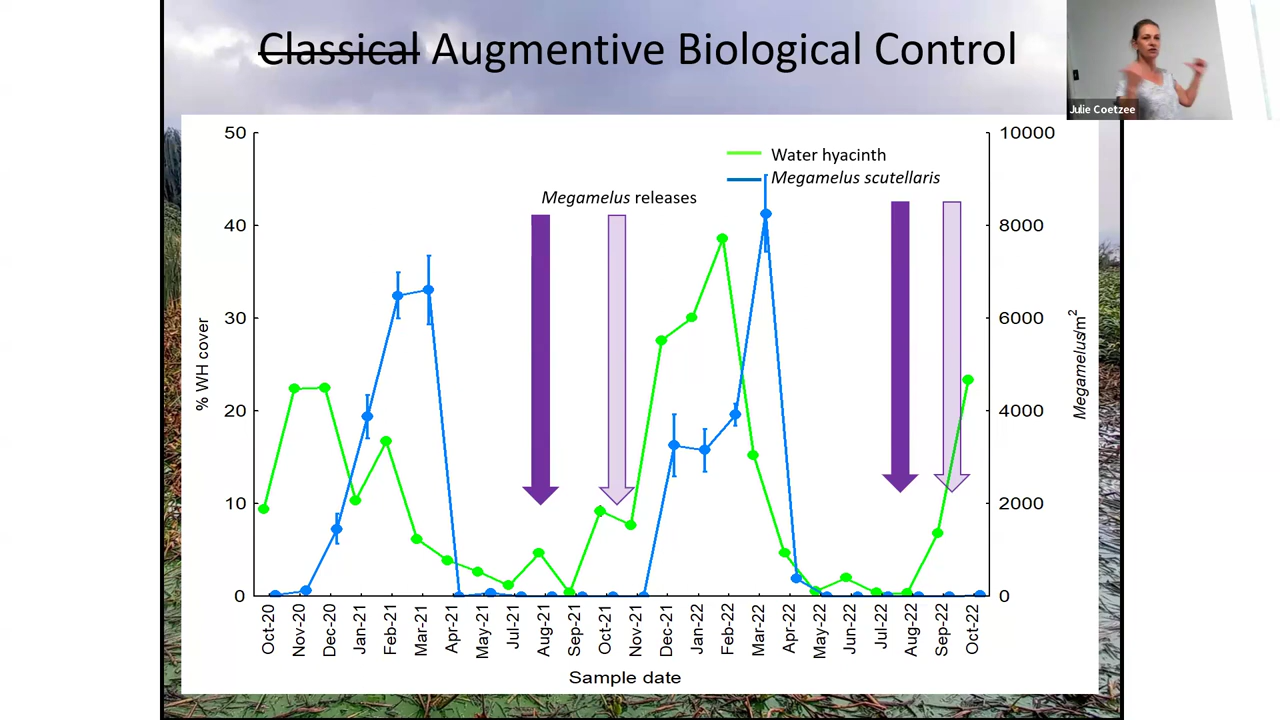 Classical Augmentive Biological Control
Julie Coetzee
50
40
30
20
10
0
% WH cover
Water hyacinth
Megamelus scutellaris
Megamelus releases
10000
8000
6000
4000
2000
0
Megamelus/m²
Oct-20
Nov-20
Dec-20
Jan-21
Feb-21
Mar-21
Apr-21
May-21
Jul-21
Aug-21
Sep-21
Oct-21
Nov-21
Dec-22
Jan-22
Feb-22
Mar-22
Apr-22
May-22
Jun-22
Jul-22
Aug-22
Sep-22
Oct-22
Sample date